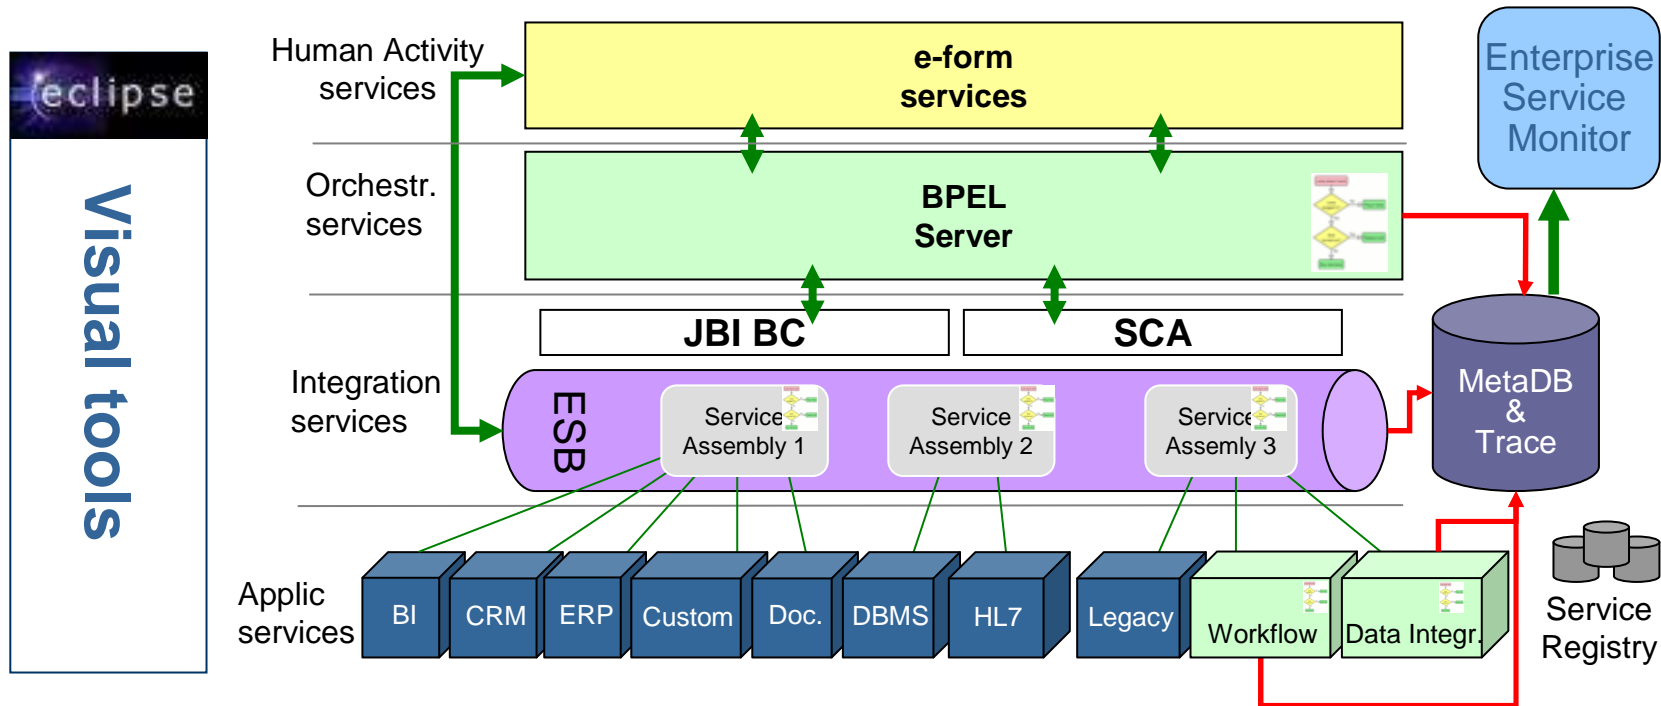 eclipse
Visual tools
Human Activity
services
e-form
services
Enterprise
Service
Monitor
Orchestr.
services
BPEL
Server
JBI BC
SCA
Integration
services
ESB
Service
Assembly 1
Service
Assembly 2
Service
Assemly 3
MetaDB
&
Trace
Applic
services
BI
CRM
ERP
Custom
Doc.
DBMS
HL7
Legacy
Workflow
Data Integr.
Service
Registry